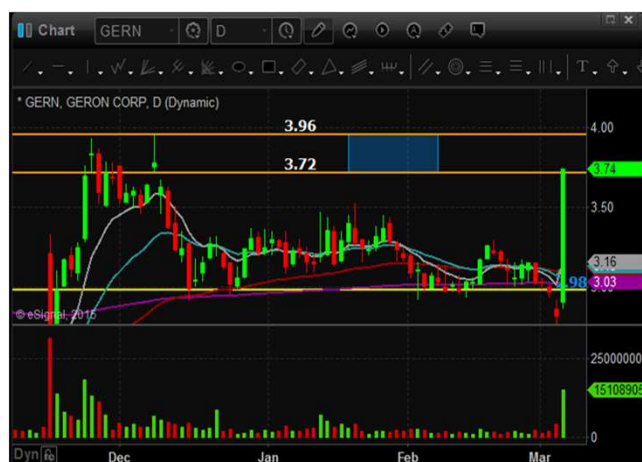 Chart GERN D
* GERN, GERON CORP, D (Dynamic)
3.96
4.00
3.72
3.74
3.50
3.16
.98
3.03
© eSignal, 2015
25000000
15108905
0
Dyn
Dec Jan Feb Mar